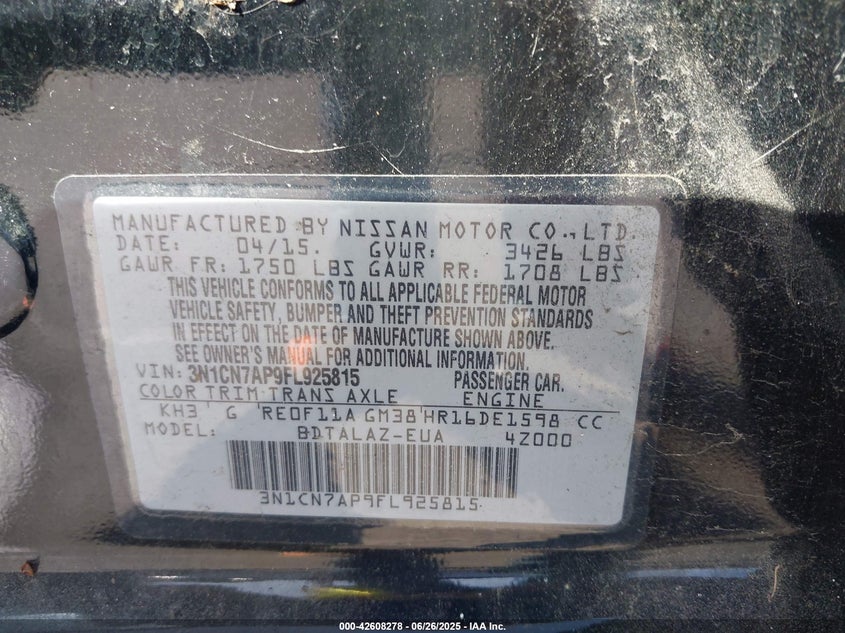 MANUFACTURED BY NISSAN MOTOR CO., LTD.
DATE: 04/15. GVWR: 3426 LBS
GAWR FR: 1750 LBS GAWR RR: 1708 LBS
THIS VEHICLE CONFORMS TO ALL APPLICABLE FEDERAL MOTOR
VEHICLE SAFETY, BUMPER AND THEFT PREVENTION STANDARDS
IN EFFECT ON THE DATE OF MANUFACTURE SHOWN ABOVE.
SEE OWNER'S MANUAL FOR ADDITIONAL INFORMATION.
VIN: 3N1CN7AP9FL925815 PASSENGER CAR.
COLOR TRIM TRANS AXLE ENGINE
KH3 G RE0F11A GM38 HR16DE1598 CC
MODEL: BDTALAZ-EUA 4Z000
3N1CN7AP9FL925815
000-42608278 - 06/26/2025 - IAA Inc.